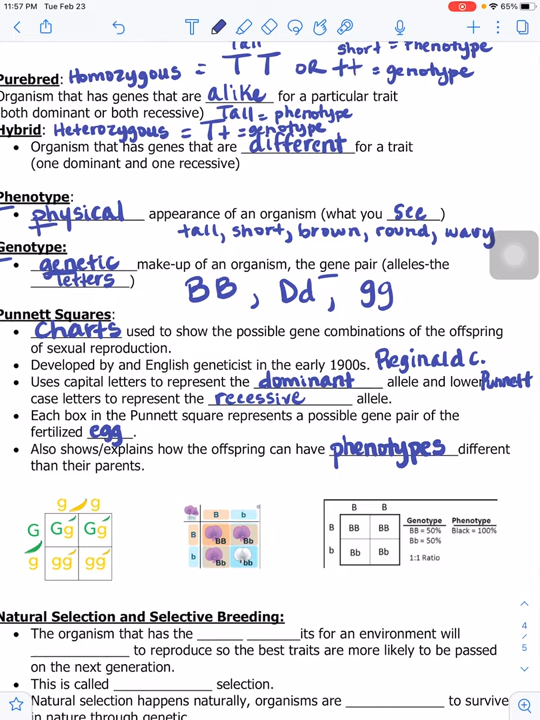 11:57 PM Tue Feb 23
65%
Tall short = Phenotype
Purebred: Homozygous = TT OR tt = genotype
Organism that has genes that are alike for a particular trait
(both dominant or both recessive) Tall = phenotype
Hybrid: Heterozygous = Tt = genotype
• Organism that has genes that are different for a trait
(one dominant and one recessive)
Phenotype:
• physical appearance of an organism (what you see)
tall, short, brown, round, wavy
Genotype:
• genetic make-up of an organism, the gene pair (alleles-the
letters)
BB, Dd, gg
Punnett Squares:
• Charts used to show the possible gene combinations of the offspring
of sexual reproduction.
• Developed by and English geneticist in the early 1900s. Reginald C.
Punnett
• Uses capital letters to represent the dominant allele and lower
case letters to represent the recessive allele.
• Each box in the Punnett square represents a possible gene pair of the
fertilized egg.
• Also shows/explains how the offspring can have phenotypes different
than their parents.
g g
G Gg Gg
g gg gg
B b
B BB Bb
b Bb bb
B B
B BB BB
b Bb Bb
Genotype Phenotype
BB = 50% Black = 100%
Bb = 50%
1:1 Ratio
Natural Selection and Selective Breeding:
• The organism that has the ______ ______its for an environment will
______ to reproduce so the best traits are more likely to be passed
on the next generation.
• This is called ______ selection.
Natural selection happens naturally, organisms are ______ to survive
in nature through genetic
4
5